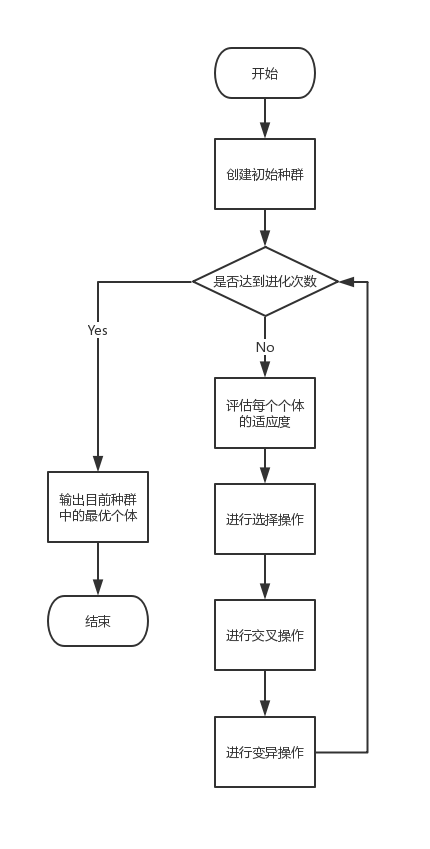 开始
创建初始种群
是否达到进化次数
Yes
No
评估每个个体
的适应度
输出目前种群
中的最优个体
进行选择操作
结束
进行交叉操作
进行变异操作